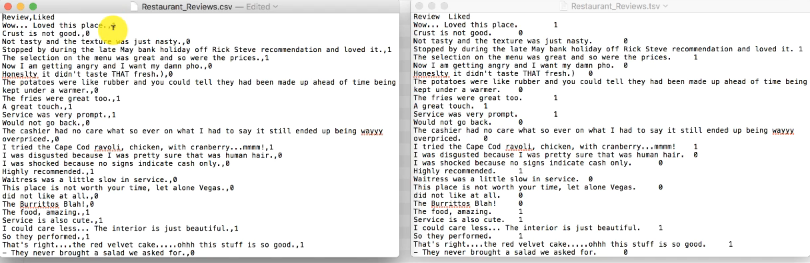 Restaurant_Reviews.csv — Edited
Review,Liked
Wow... Loved this place.,
Crust is not good.,0
Not tasty and the texture was just nasty.,0
Stopped by during the late May bank holiday off Rick Steve recommendation and loved it.,1
The selection on the menu was great and so were the prices.,1
Now I am getting angry and I want my damn pho.,0
Honeslty it didn't taste THAT fresh.),0
The potatoes were like rubber and you could tell they had been made up ahead of time being
kept under a warmer.,0
The fries were great too.,1
A great touch.,1
Service was very prompt.,1
Would not go back.,0
The cashier had no care what so ever on what I had to say it still ended up being wayyy
overpriced.,0
I tried the Cape Cod ravoli, chicken, with cranberry...mmmm!,1
I was disgusted because I was pretty sure that was human hair.,0
I was shocked because no signs indicate cash only.,0
Highly recommended.,1
Waitress was a little slow in service.,0
This place is not worth your time, let alone Vegas.,0
did not like at all.,0
The Burrittos Blah!,0
The food, amazing.,1
Service is also cute.,1
I could care less... The interior is just beautiful.,1
So they performed.,1
That's right....the red velvet cake.....ohhh this stuff is so good.,1
- They never brought a salad we asked for.,0
Restaurant_Reviews.tsv
Review Liked
Wow... Loved this place. 1
Crust is not good. 0
Not tasty and the texture was just nasty. 0
Stopped by during the late May bank holiday off Rick Steve recommendation and loved it. 1
The selection on the menu was great and so were the prices. 1
Now I am getting angry and I want my damn pho. 0
Honeslty it didn't taste THAT fresh.) 0
The potatoes were like rubber and you could tell they had been made up ahead of time being
kept under a warmer. 0
The fries were great too. 1
A great touch. 1
Service was very prompt. 1
Would not go back. 0
The cashier had no care what so ever on what I had to say it still ended up being wayyy
overpriced. 0
I tried the Cape Cod ravoli, chicken, with cranberry...mmmm! 1
I was disgusted because I was pretty sure that was human hair. 0
I was shocked because no signs indicate cash only. 0
Highly recommended. 1
Waitress was a little slow in service. 0
This place is not worth your time, let alone Vegas. 0
did not like at all. 0
The Burrittos Blah! 0
The food, amazing. 1
Service is also cute. 1
I could care less... The interior is just beautiful. 1
So they performed. 1
That's right....the red velvet cake.....ohhh this stuff is so good. 1
- They never brought a salad we asked for. 0